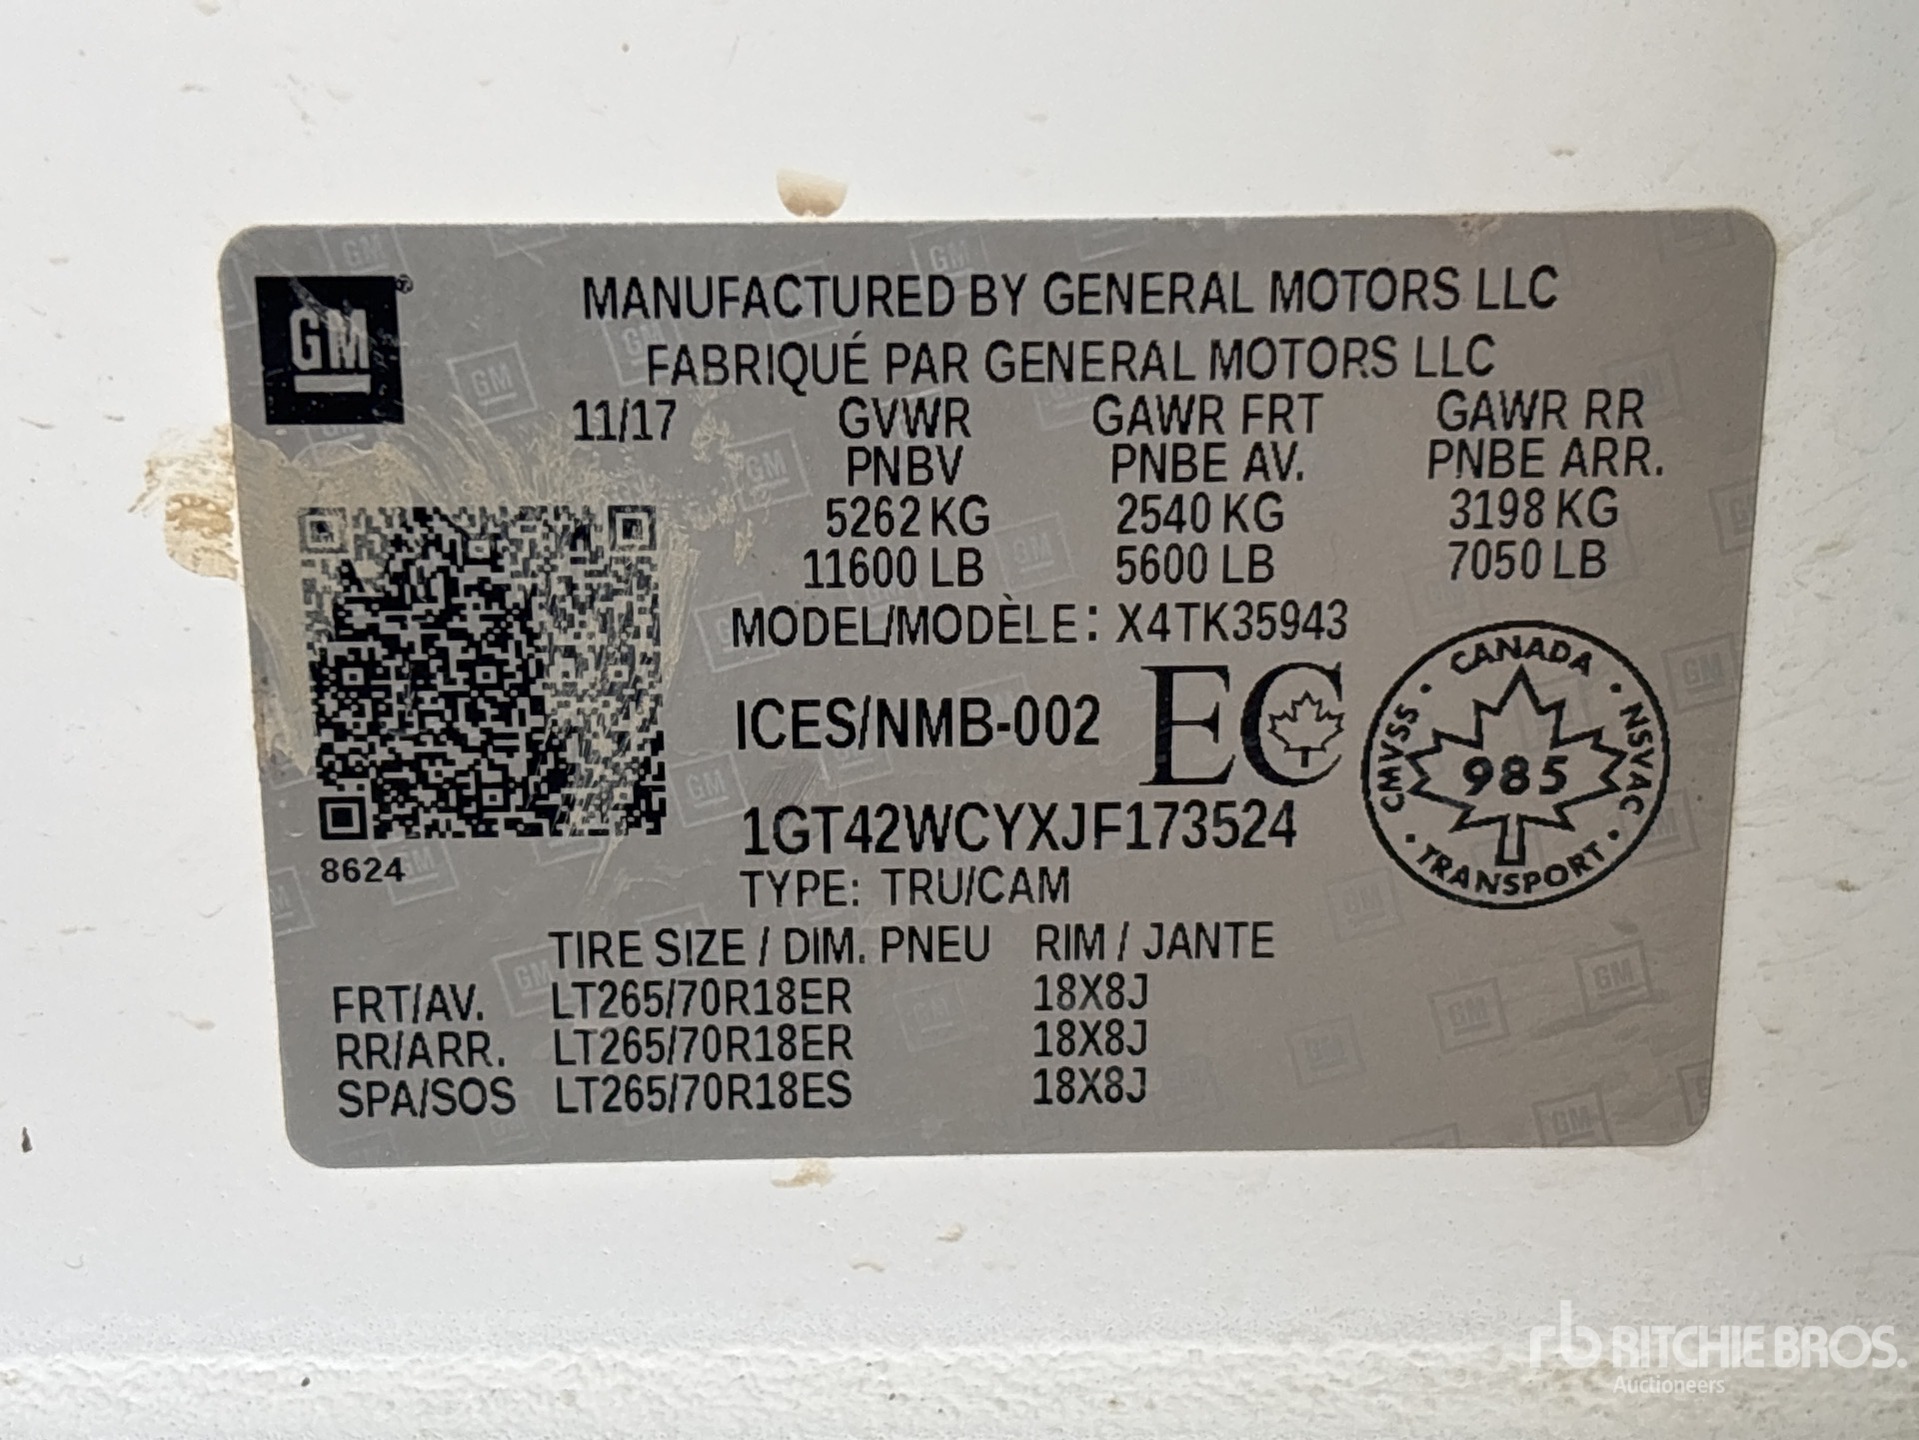 GM
MANUFACTURED BY GENERAL MOTORS LLC
FABRIQUÉ PAR GENERAL MOTORS LLC
11/17 GVWR GAWR FRT GAWR RR
PNBV PNBE AV. PNBE ARR.
5262 KG 2540 KG 3198 KG
11600 LB 5600 LB 7050 LB
MODEL/MODÈLE: X4TK35943
ICES/NMB-002 EC
CANADA
CMVSS 985 NSVAC
TRANSPORT
1GT42WCYXJF173524
8624
TYPE: TRU/CAM
TIRE SIZE / DIM. PNEU RIM / JANTE
FRT/AV. LT265/70R18ER 18X8J
RR/ARR. LT265/70R18ER 18X8J
SPA/SOS LT265/70R18ES 18X8J
rb RITCHIE BROS.
Auctioneers